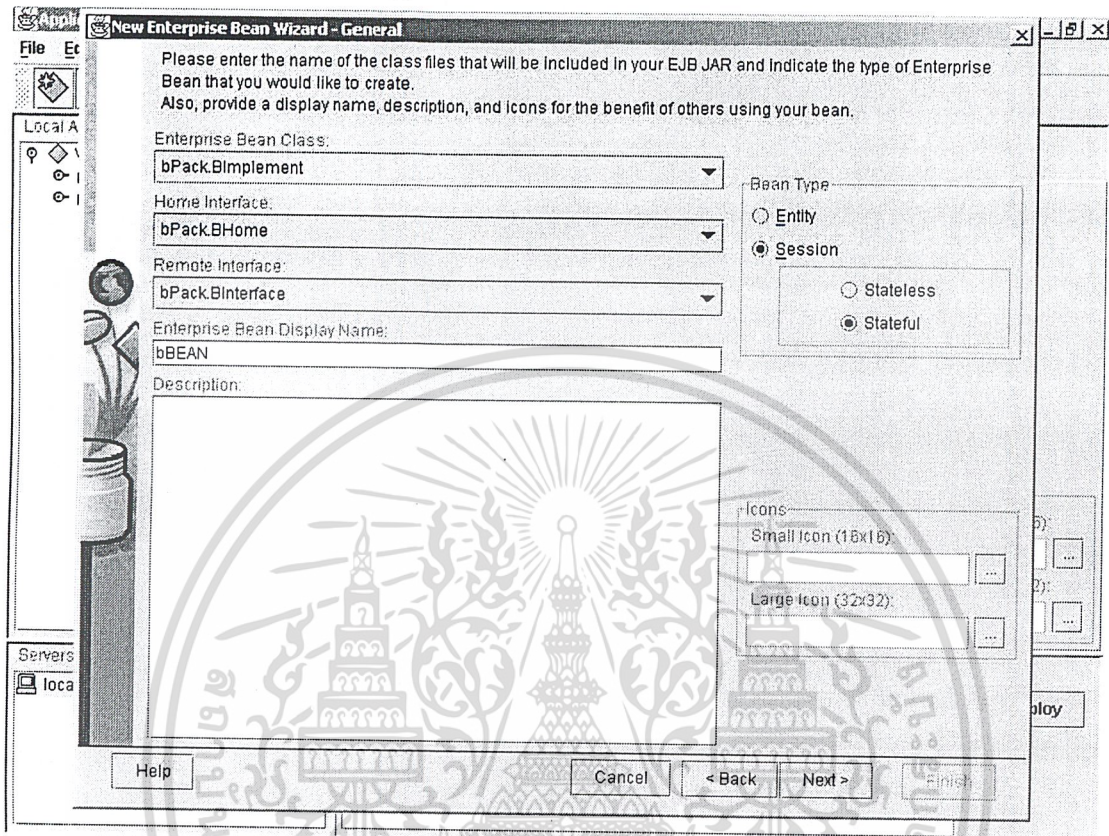 Appli
New Enterprise Bean Wizard - General
File Ed
Please enter the name of the class files that will be included in your EJB JAR and indicate the type of Enterprise
Bean that you would like to create.
Also, provide a display name, description, and icons for the benefit of others using your bean.
Local A
Enterprise Bean Class:
bPack.BImplement
Home Interface:
bPack.BHome
Remote Interface:
bPack.BInterface
Enterprise Bean Display Name:
bBEAN
Description:
Bean Type
Entity
Session
Stateless
Stateful
Icons
Small Icon (16x16):
...
Large Icon (32x32):
...
6):
...
2):
...
Servers
loca
ploy
Help
Cancel
< Back
Next >
Finish